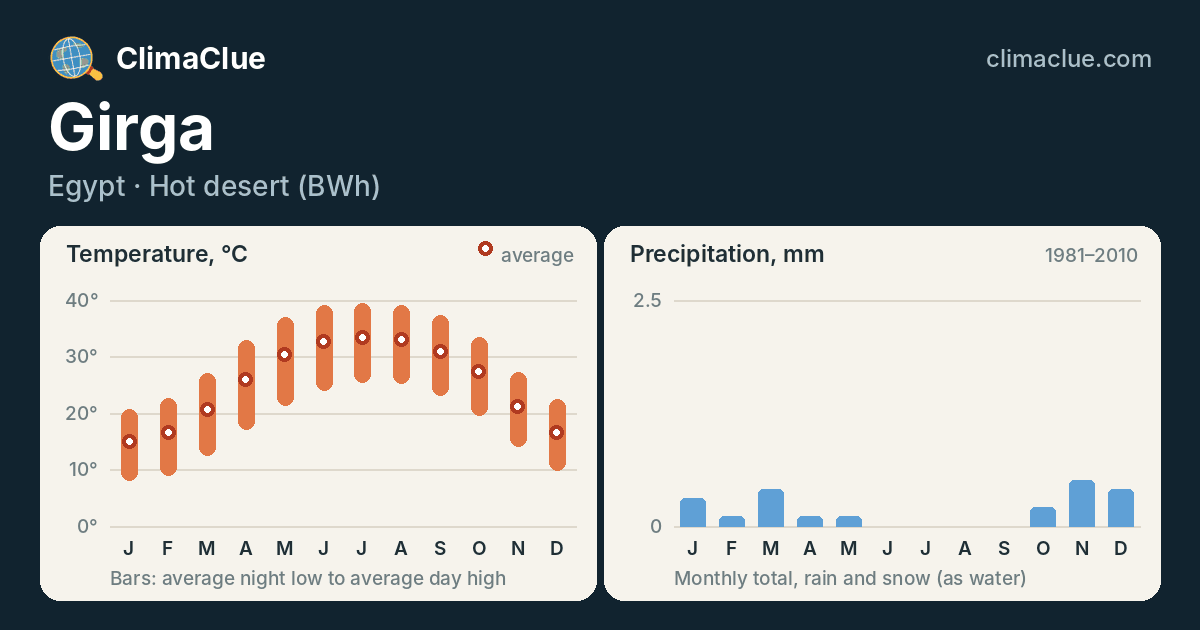 ClimaClue
climaclue.com
Girga
Egypt · Hot desert (BWh)
Temperature, °C
average
40°
30°
20°
10°
0°
J F M A M J J A S O N D
Bars: average night low to average day high
Precipitation, mm
1981–2010
2.5
0
J F M A M J J A S O N D
Monthly total, rain and snow (as water)